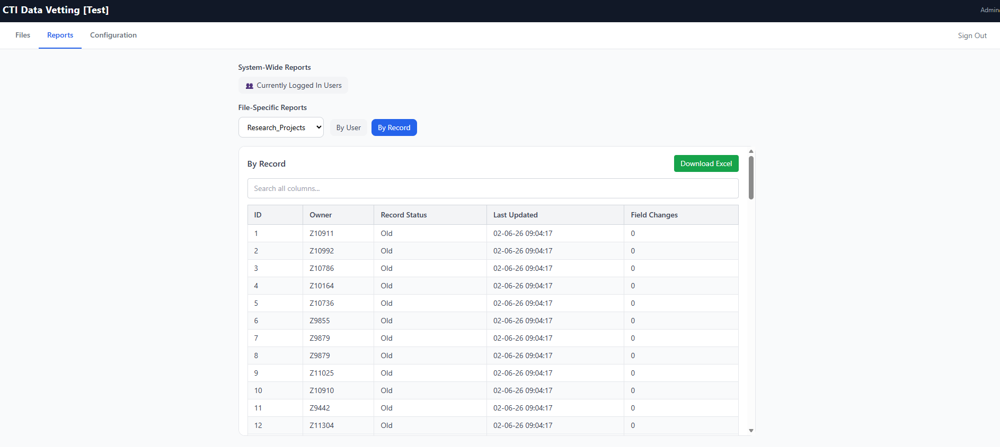 CTI Data Vetting [Test]
Admin
Files Reports Configuration Sign Out
System-Wide Reports
Currently Logged In Users
File-Specific Reports
Research_Projects By User By Record
By Record Download Excel
Search all columns...
ID Owner Record Status Last Updated Field Changes
1 Z10911 Old 02-06-26 09:04:17 0
2 Z10992 Old 02-06-26 09:04:17 0
3 Z10786 Old 02-06-26 09:04:17 0
4 Z10164 Old 02-06-26 09:04:17 0
5 Z10736 Old 02-06-26 09:04:17 0
6 Z9855 Old 02-06-26 09:04:17 0
7 Z9879 Old 02-06-26 09:04:17 0
8 Z9879 Old 02-06-26 09:04:17 0
9 Z11025 Old 02-06-26 09:04:17 0
10 Z10910 Old 02-06-26 09:04:17 0
11 Z9442 Old 02-06-26 09:04:17 0
12 Z11304 Old 02-06-26 09:04:17 0